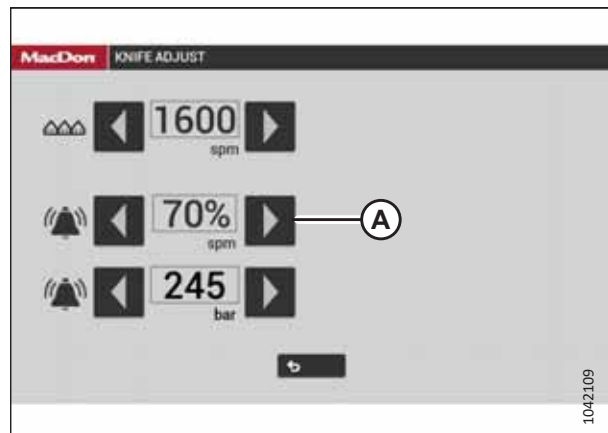 MacDon KNIFE ADJUST
1600
spm
70%
spm
A
245
bar
1042109